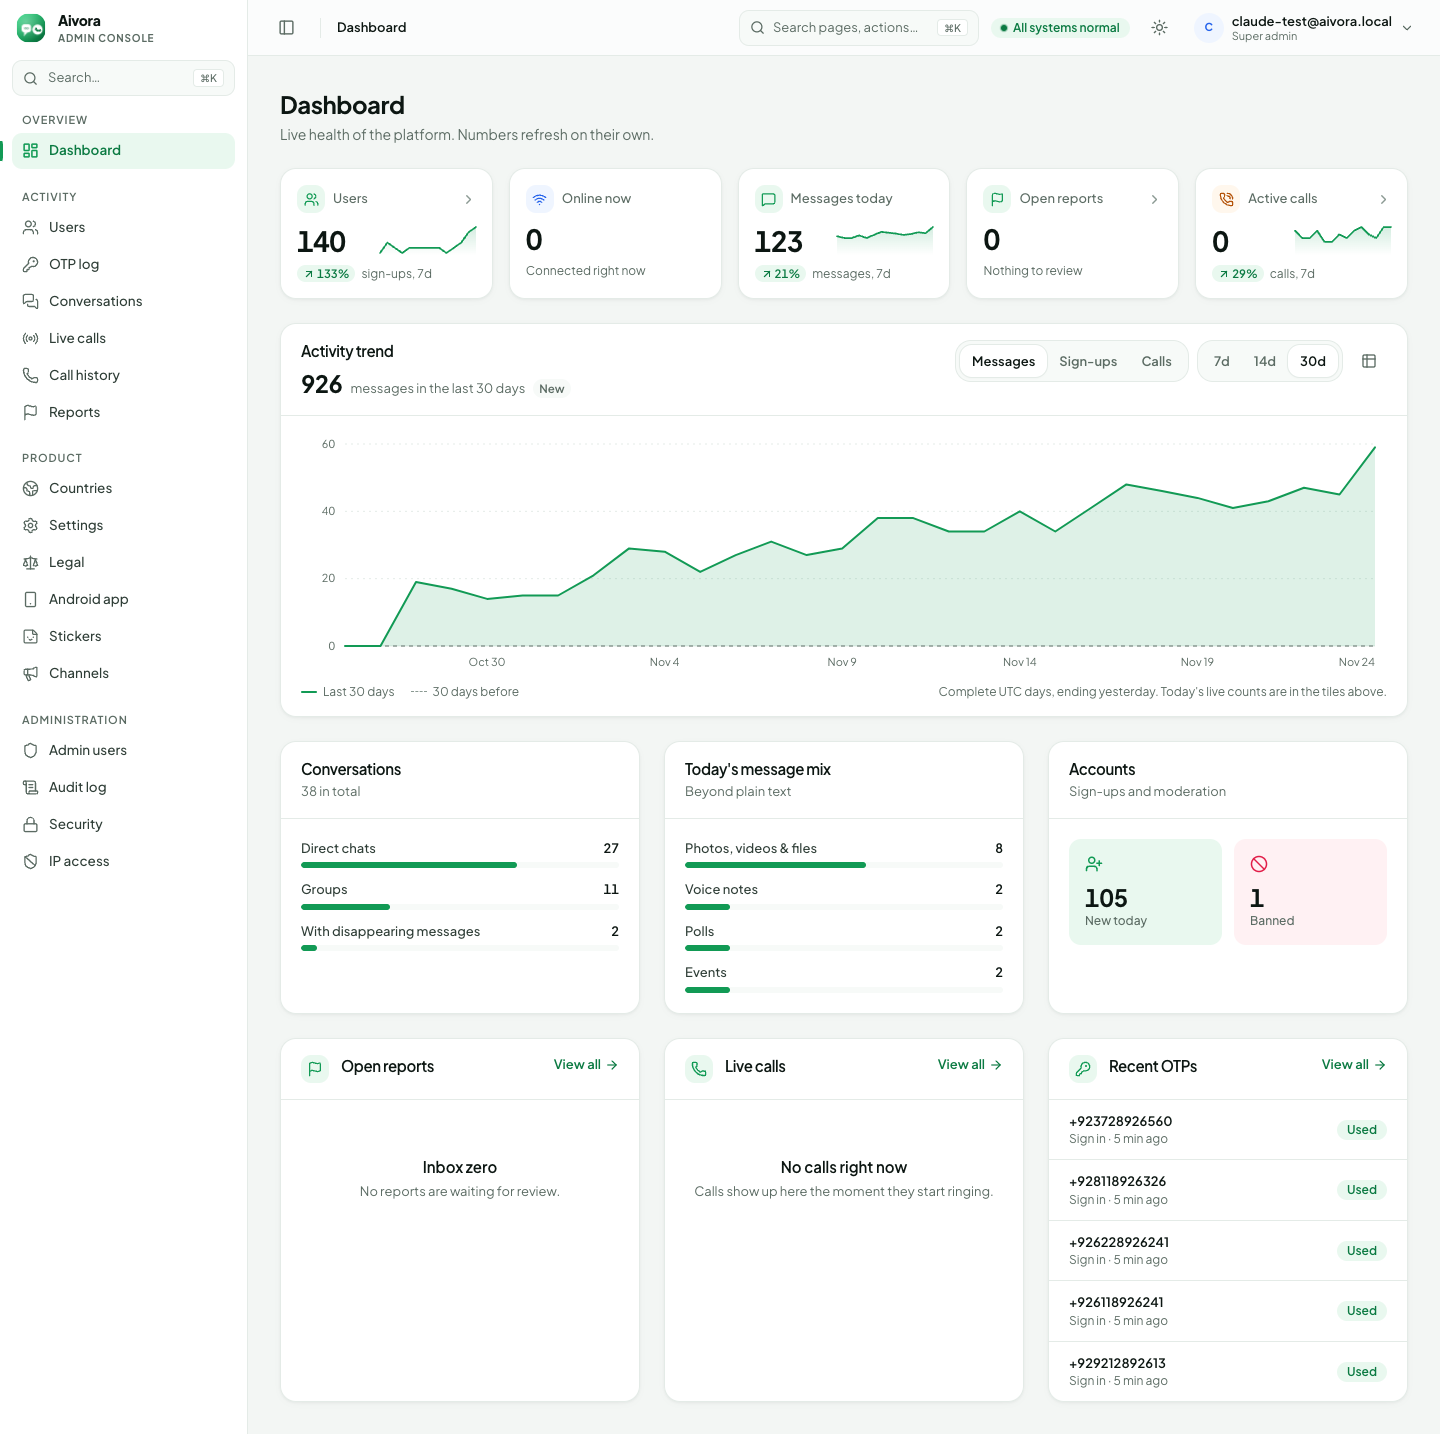 Aivora
ADMIN CONSOLE
Search...
⌘K
OVERVIEW
Dashboard
ACTIVITY
Users
OTP log
Conversations
Live calls
Call history
Reports
PRODUCT
Countries
Settings
Legal
Android app
Stickers
Channels
ADMINISTRATION
Admin users
Audit log
Security
IP access
Dashboard
Search pages, actions...
⌘K
All systems normal
C
claude-test@aivora.local
Super admin
Dashboard
Live health of the platform. Numbers refresh on their own.
Users
140
133% sign-ups, 7d
Online now
0
Connected right now
Messages today
123
21% messages, 7d
Open reports
0
Nothing to review
Active calls
0
29% calls, 7d
Activity trend
926 messages in the last 30 days New
Messages Sign-ups Calls
7d 14d 30d
60
40
20
0
Oct 30 Nov 4 Nov 9 Nov 14 Nov 19 Nov 24
Last 30 days 30 days before
Complete UTC days, ending yesterday. Today's live counts are in the tiles above.
Conversations
38 in total
Direct chats 27
Groups 11
With disappearing messages 2
Today's message mix
Beyond plain text
Photos, videos & files 8
Voice notes 2
Polls 2
Events 2
Accounts
Sign-ups and moderation
105
New today
1
Banned
Open reports View all →
Inbox zero
No reports are waiting for review.
Live calls View all →
No calls right now
Calls show up here the moment they start ringing.
Recent OTPs View all →
+923728926560
Sign in · 5 min ago
Used
+928118926326
Sign in · 5 min ago
Used
+926228926241
Sign in · 5 min ago
Used
+926118926241
Sign in · 5 min ago
Used
+929212892613
Sign in · 5 min ago
Used